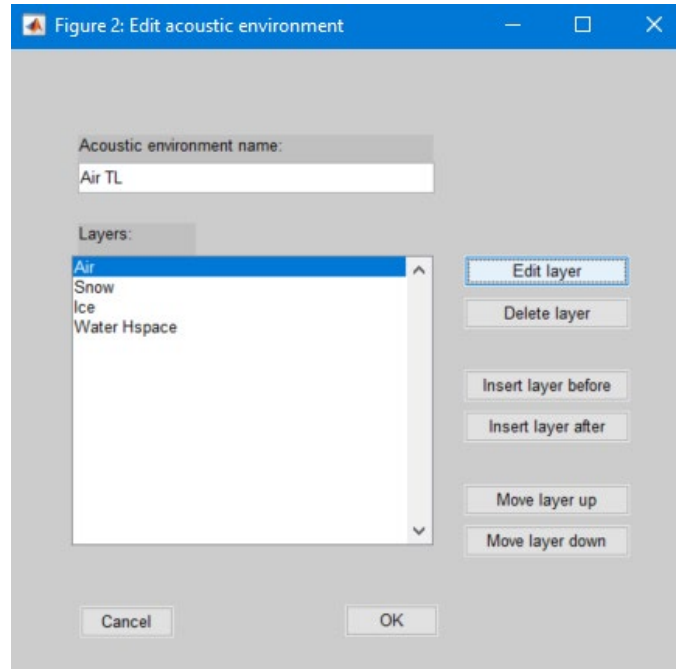 Figure 2: Edit acoustic environment
Acoustic environment name:
Air TL
Layers:
Air
Snow
Ice
Water Hspace
Edit layer
Delete layer
Insert layer before
Insert layer after
Move layer up
Move layer down
Cancel
OK